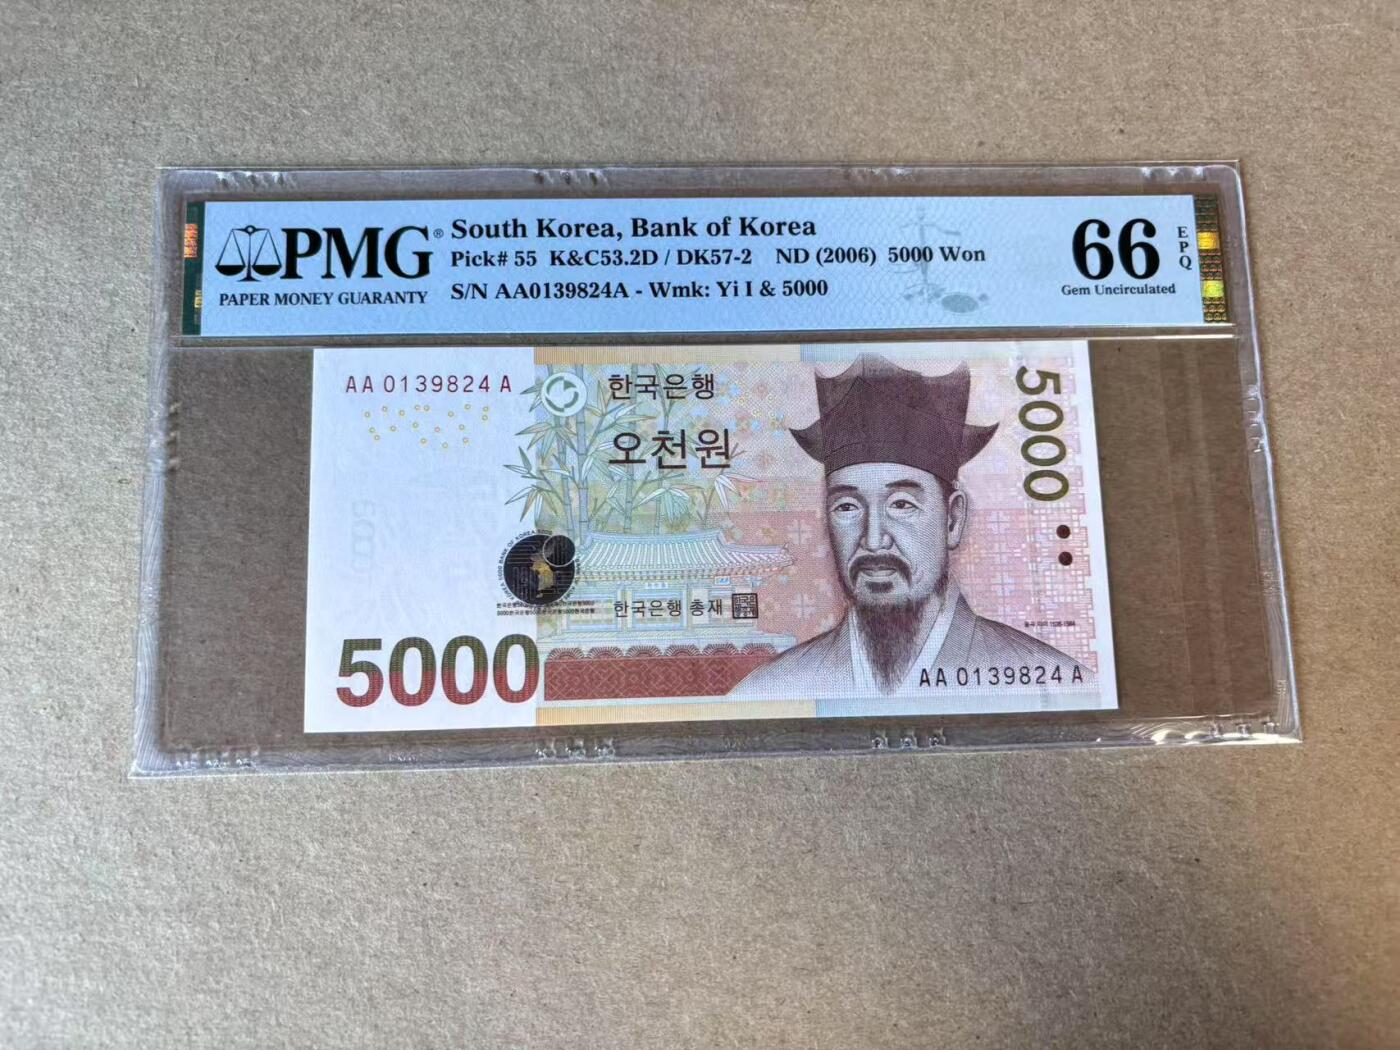 PMG®
PAPER MONEY GUARANTY
South Korea, Bank of Korea
Pick# 55 K&C53.2D / DK57-2 ND (2006) 5000 Won
S/N AA0139824A - Wmk: Yi I & 5000
66
EPQ
Gem Uncirculated
AA 0139824 A
한국은행
오천원
5000
한국은행 총재
5000
AA 0139824 A